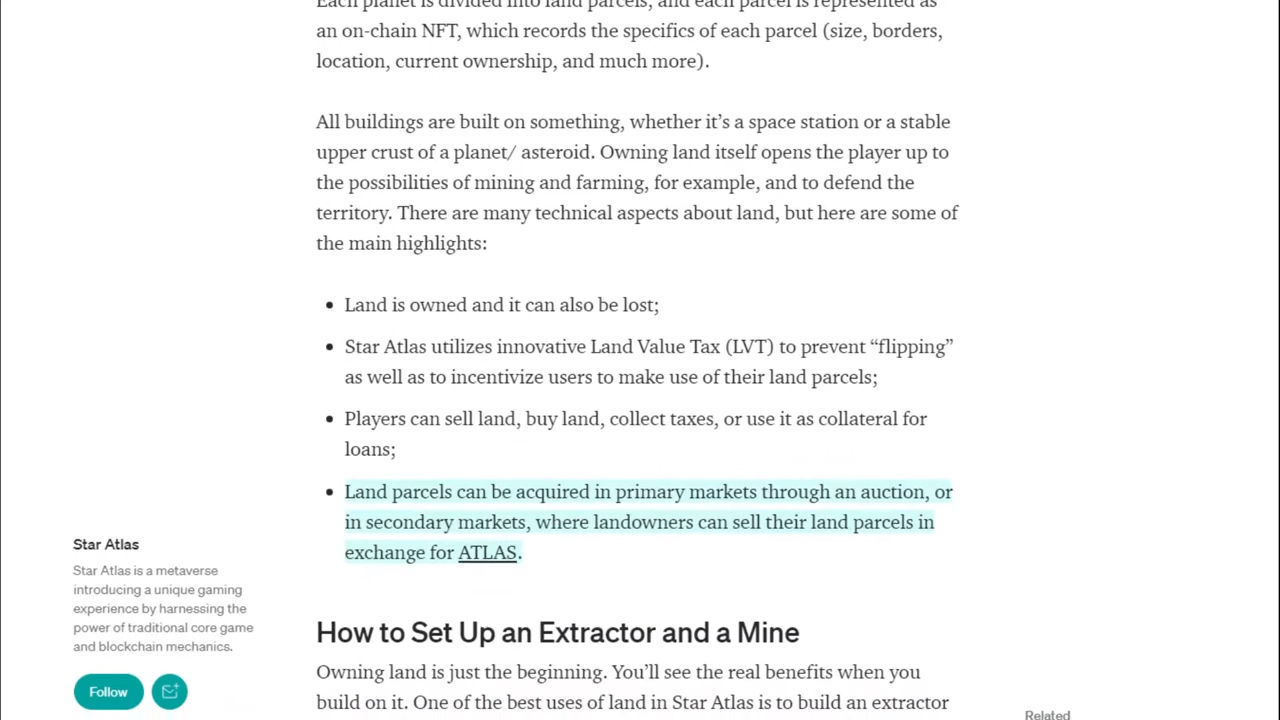 Each planet is divided into land parcels, and each parcel is represented as
an on-chain NFT, which records the specifics of each parcel (size, borders,
location, current ownership, and much more).
All buildings are built on something, whether it’s a space station or a stable
upper crust of a planet/ asteroid. Owning land itself opens the player up to
the possibilities of mining and farming, for example, and to defend the
territory. There are many technical aspects about land, but here are some of
the main highlights:
• Land is owned and it can also be lost;
• Star Atlas utilizes innovative Land Value Tax (LVT) to prevent “flipping”
as well as to incentivize users to make use of their land parcels;
• Players can sell land, buy land, collect taxes, or use it as collateral for
loans;
• Land parcels can be acquired in primary markets through an auction, or
in secondary markets, where landowners can sell their land parcels in
exchange for ATLAS.
How to Set Up an Extractor and a Mine
Owning land is just the beginning. You’ll see the real benefits when you
build on it. One of the best uses of land in Star Atlas is to build an extractor
Star Atlas
Star Atlas is a metaverse
introducing a unique gaming
experience by harnessing the
power of traditional core game
and blockchain mechanics.
Follow
Related